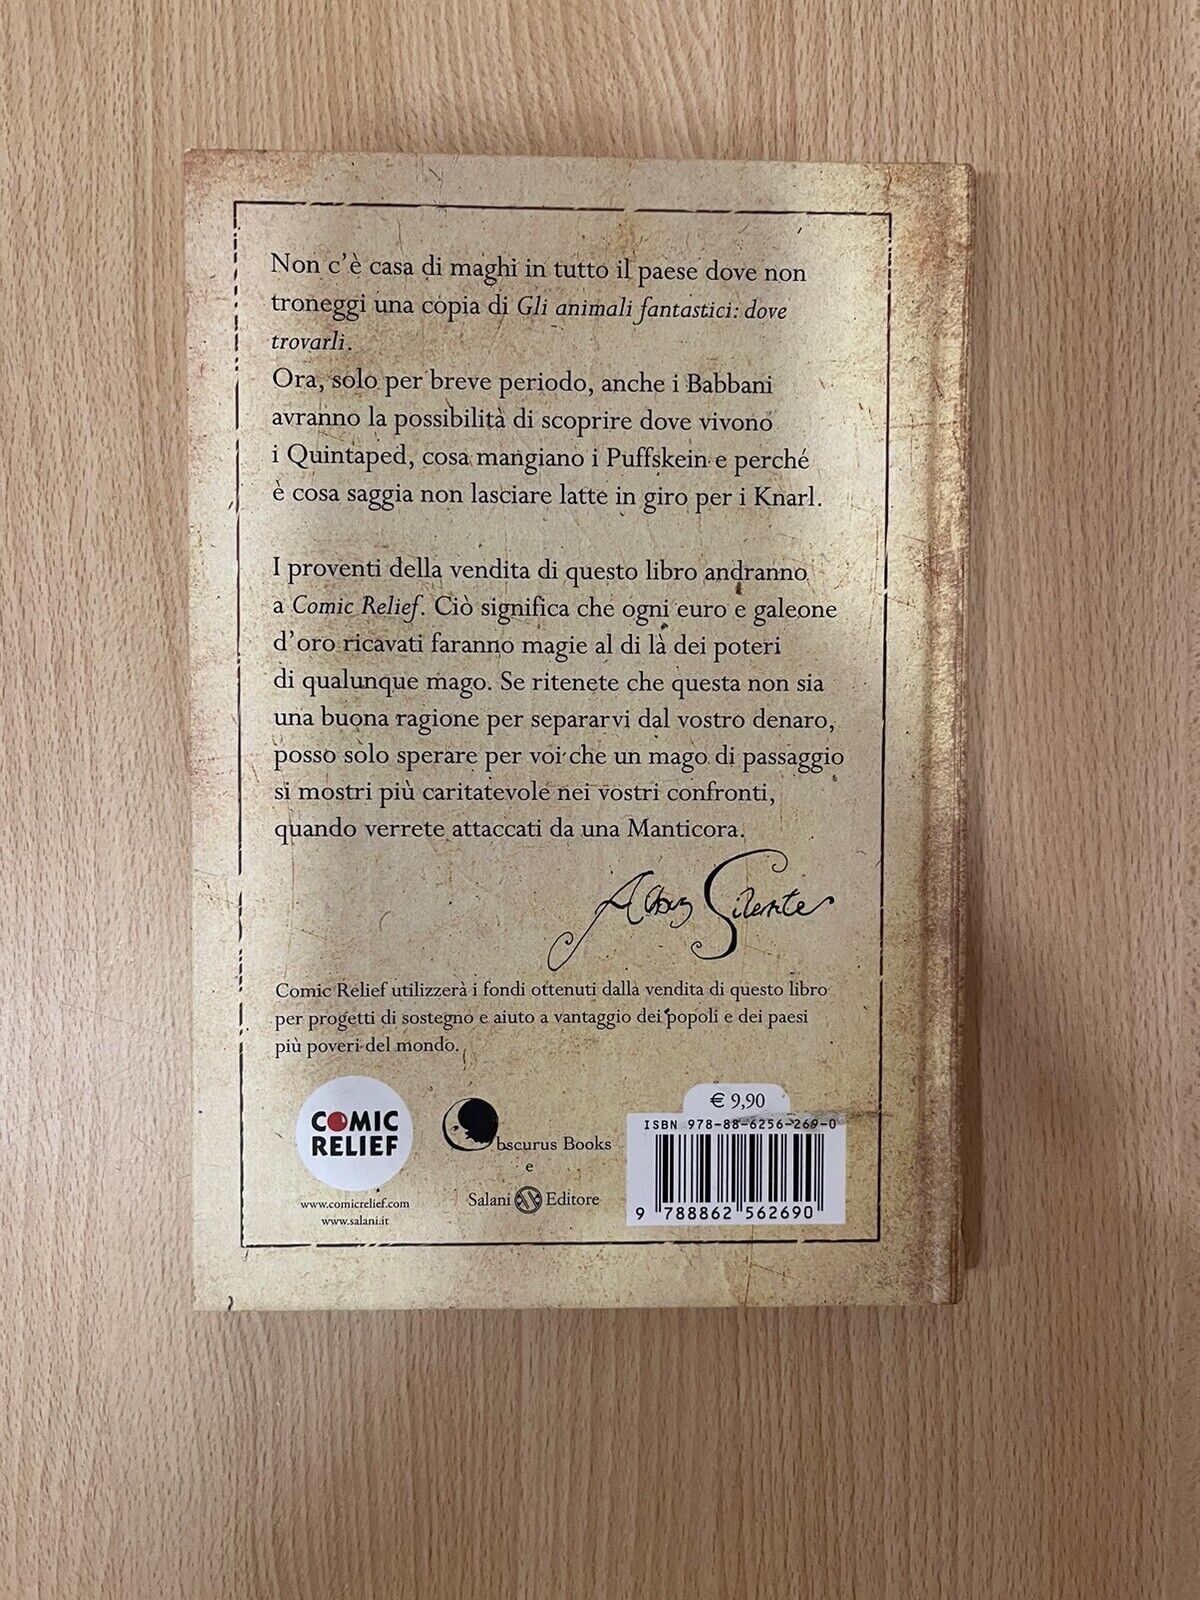 Non c'è casa di maghi in tutto il paese dove non
troneggi una copia di Gli animali fantastici: dove
trovarli.
Ora, solo per breve periodo, anche i Babbani
avranno la possibilità di scoprire dove vivono
i Quintaped, cosa mangiano i Puffskein e perché
è cosa saggia non lasciare latte in giro per i Knarl.
I proventi della vendita di questo libro andranno
a Comic Relief. Ciò significa che ogni euro e galeone
d'oro ricavati faranno magie al di là dei poteri
di qualunque mago. Se ritenete che questa non sia
una buona ragione per separarvi dal vostro denaro,
posso solo sperare per voi che un mago di passaggio
si mostri più caritatevole nei vostri confronti,
quando verrete attaccati da una Manticora.
Albus Silente
Comic Relief utilizzerà i fondi ottenuti dalla vendita di questo libro
per progetti di sostegno e aiuto a vantaggio dei popoli e dei paesi
più poveri del mondo.
COMIC
RELIEF
www.comicrelief.com
www.salani.it
Obscurus Books
e
Salani Editore
€ 9,90
ISBN 978-88-6256-269-0
9 788862 562690